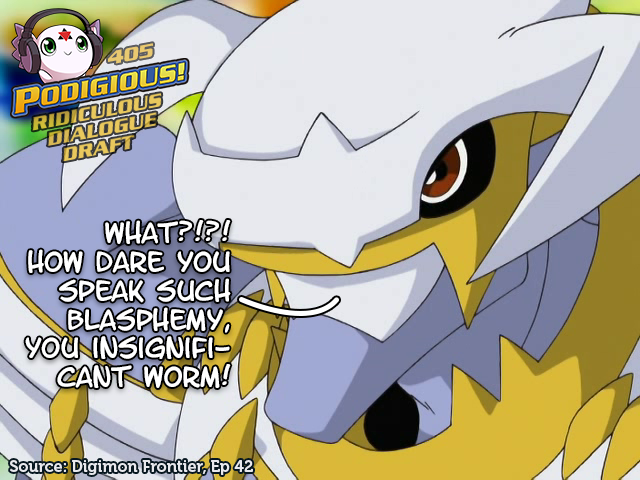 405
PODIGIOUS!
RIDICULOUS
DIALOGUE
DRAFT
WHAT?!?!
HOW DARE YOU
SPEAK SUCH
BLASPHEMY,
YOU INSIGNIFI-
CANT WORM!
Source: Digimon Frontier, Ep 42